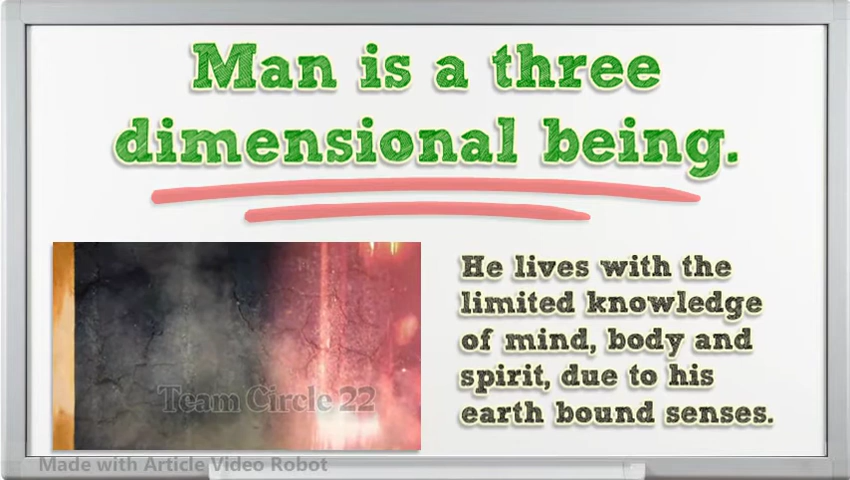 Man is a three
dimensional being.
He lives with the
limited knowledge
of mind, body and
spirit, due to his
earth bound senses.
Team Circle 22
Made with Article Video Robot